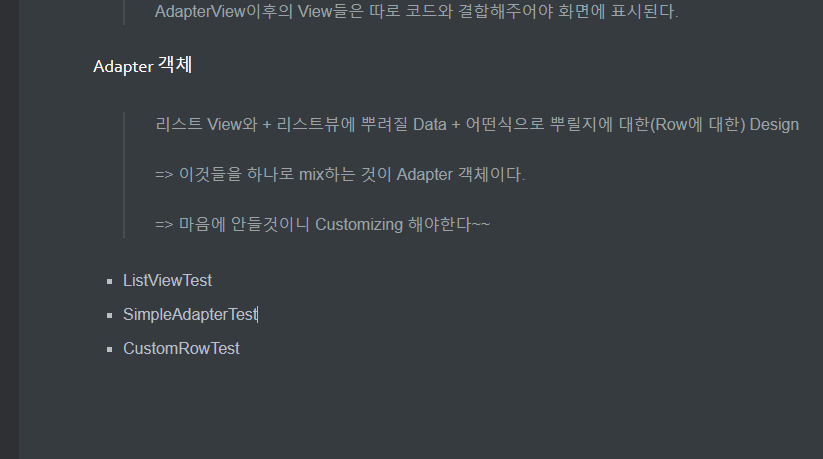 AdapterView이후의 View들은 따로 코드와 결합해주어야 화면에 표시된다.
Adapter 객체
리스트 View와 + 리스트뷰에 뿌려질 Data + 어떤식으로 뿌릴지에 대한(Row에 대한) Design
=> 이것들을 하나로 mix하는 것이 Adapter 객체이다.
=> 마음에 안들것이니 Customizing 해야한다~~
ListViewTest
SimpleAdapterTest
CustomRowTest